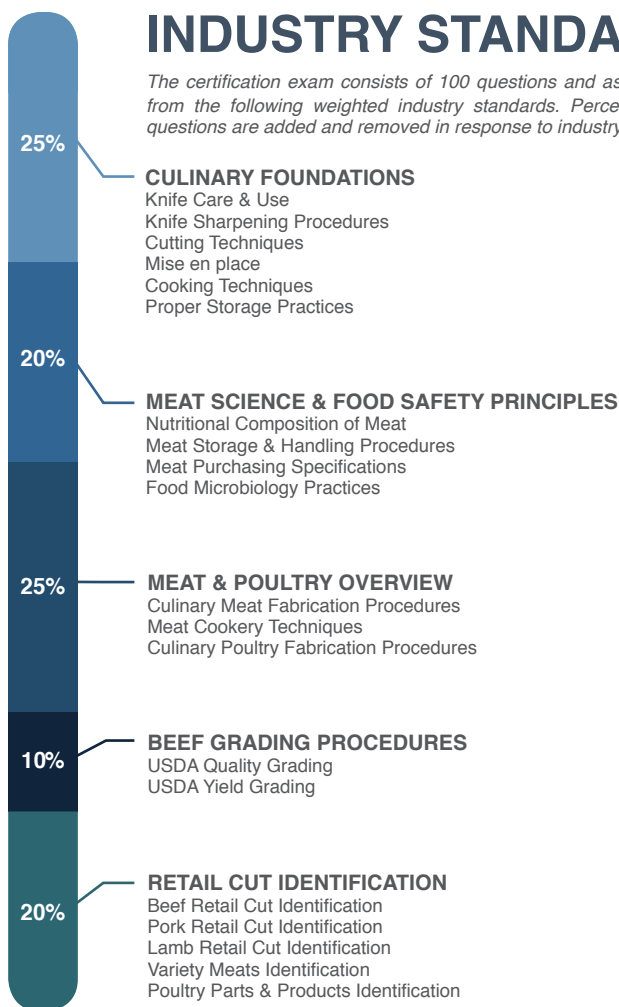 INDUSTRY
The certification exam consists of 100 questions and
from the following weighted industry standards.
questions are added and removed in response to industry
25%
CULINARY FOUNDATIONS
Knife Care & Use
Knife Sharpening Procedures
Cutting Techniques
Mise en place
Cooking Techniques
Proper Storage Practices
20%
MEAT SCIENCE & FOOD SAFETY PRINCIPLES
Nutritional Composition of Meat
Meat Storage & Handling Procedures
Meat Purchasing Specifications
Food Microbiology Practices
25%
MEAT & POULTRY OVERVIEW
Culinary Meat Fabrication Procedures
Meat Cookery Techniques
Culinary Poultry Fabrication Procedures
10%
BEEF GRADING PROCEDURES
USDA Quality Grading
USDA Yield Grading
20%
RETAIL CUT IDENTIFICATION
Beef Retail Cut Identification
Pork Retail Cut Identification
Lamb Retail Cut Identification
Variety Meats Identification
Poultry Parts & Products Identification